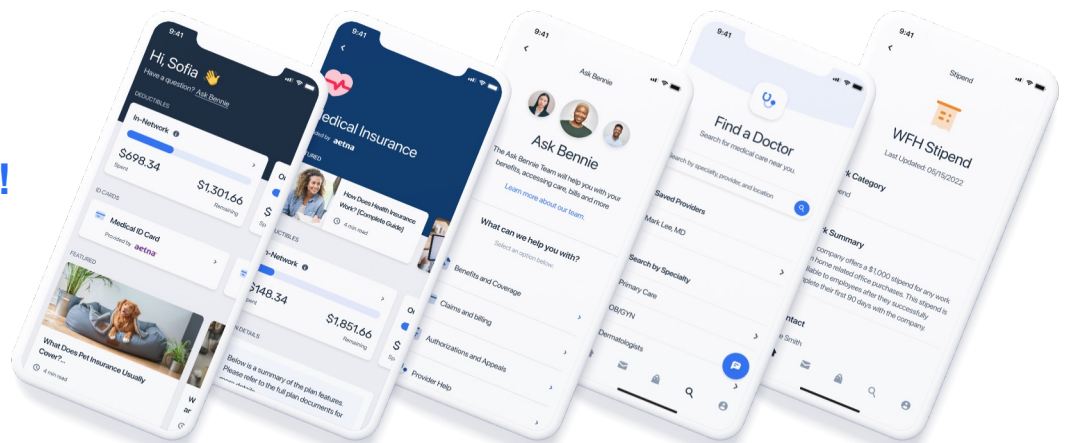 !
9:41
Hi, Sofia 👋
Have a question? Ask Bennie
DEDUCTIBLES
In-Network
$698.34
Spent
$1,301.66
Remaining
ID CARDS
Medical ID Card
Provided by aetna
FEATURED
What Does Pet Insurance Usually
Cover?...
4 min read
9:41
edical Insurance
by aetna
How Does Health Insurance
Work? [Complete Guide]
4 min read
UCTIBLES
n-Network
$148.34
$1,851.66
Remaining
N DETAILS
Below is a summary of the plan features.
Please refer to the full plan documents for
9:41
Ask Bennie
Ask Bennie
The Ask Bennie Team will help you with your
benefits, accessing care, bills and more
Learn more about our team.
What can we help you with?
Select an option below.
Benefits and Coverage
Claims and billing
Authorizations and Appeals
Provider Help
9:41
Find a Doctor
Search for medical care near you.
earch by specialty, provider, and location
Saved Providers
Mark Lee, MD
Search by Specialty
Primary Care
OB/GYN
Dermatologists
9:41
Stipend
WFH Stipend
Last Updated: 05/15/2022
k Category
end
k Summary
company offers a $1,000 stipend for any work
home related office purchases. This stipend is
lable to employees after they successfully
plete their first 90 days with the company.
ntact
e Smith